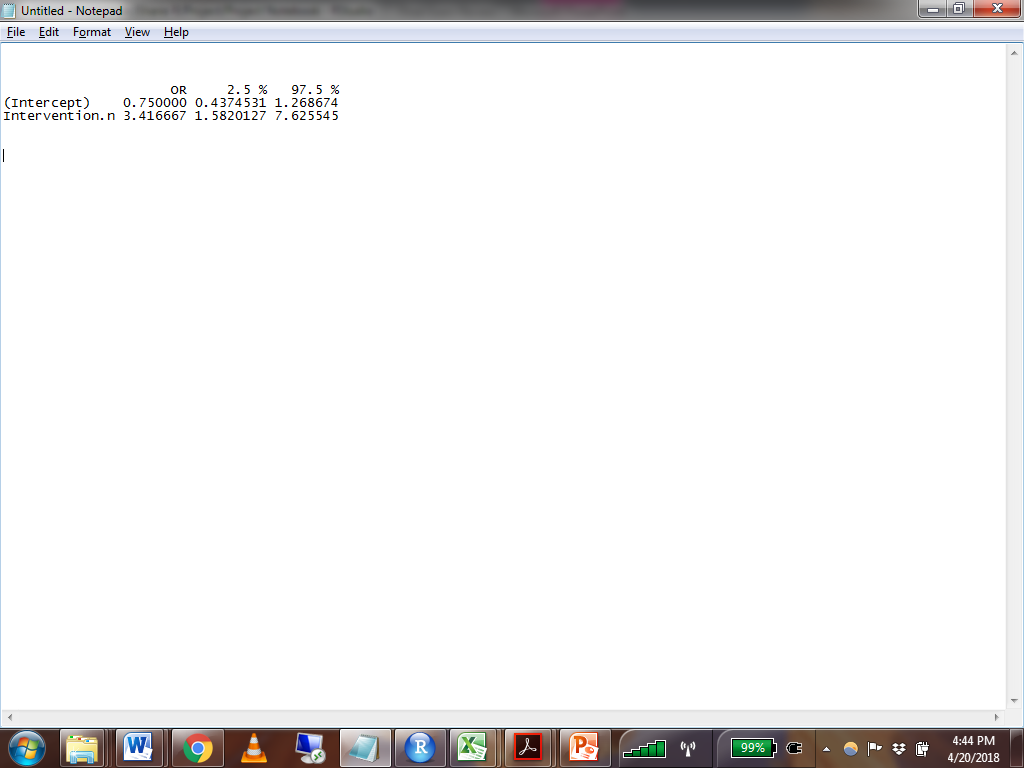 Untitled - Notepad
File Edit Format View Help
OR 2.5 % 97.5 %
(Intercept) 0.750000 0.4374531 1.268674
Intervention.n 3.416667 1.5820127 7.625545
99%
4:44 PM
4/20/2018